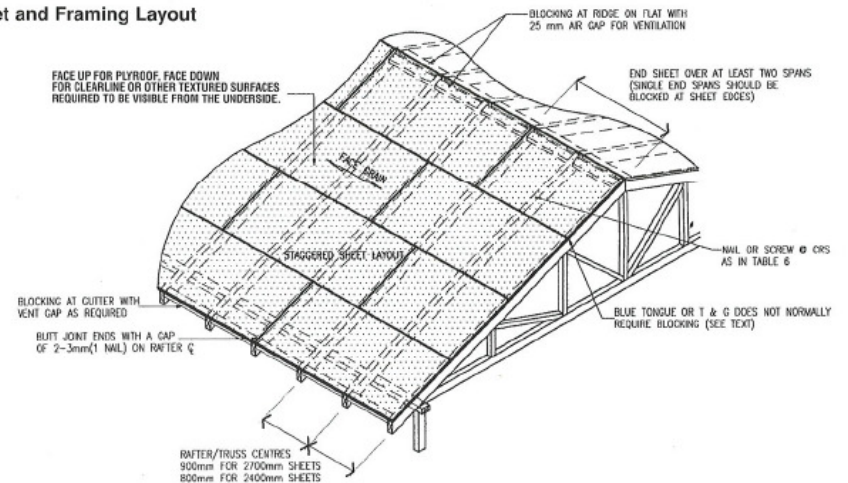 et and Framing Layout
BLOCKING AT RIDGE ON FLAT WITH
25 mm AIR GAP FOR VENTILATION
FACE UP FOR PLYROOF, FACE DOWN
FOR CLEARLINE OR OTHER TEXTURED SURFACES
REQUIRED TO BE VISIBLE FROM THE UNDERSIDE.
END SHEET OVER AT LEAST TWO SPANS
(SINGLE END SPANS SHOULD BE
BLOCKED AT SHEET EDGES)
FACE GRAIN
STAGGERED SHEET LAYOUT
NAIL OR SCREW @ CRS
AS IN TABLE 6
BLOCKING AT GUTTER WITH
VENT GAP AS REQUIRED
BLUE TONGUE OR T & G DOES NOT NORMALLY
REQUIRE BLOCKING (SEE TEXT)
BUTT JOINT ENDS WITH A GAP
OF 2-3mm(1 NAIL) ON RAFTER ℄
RAFTER/TRUSS CENTRES
900mm FOR 2700mm SHEETS
800mm FOR 2400mm SHEETS